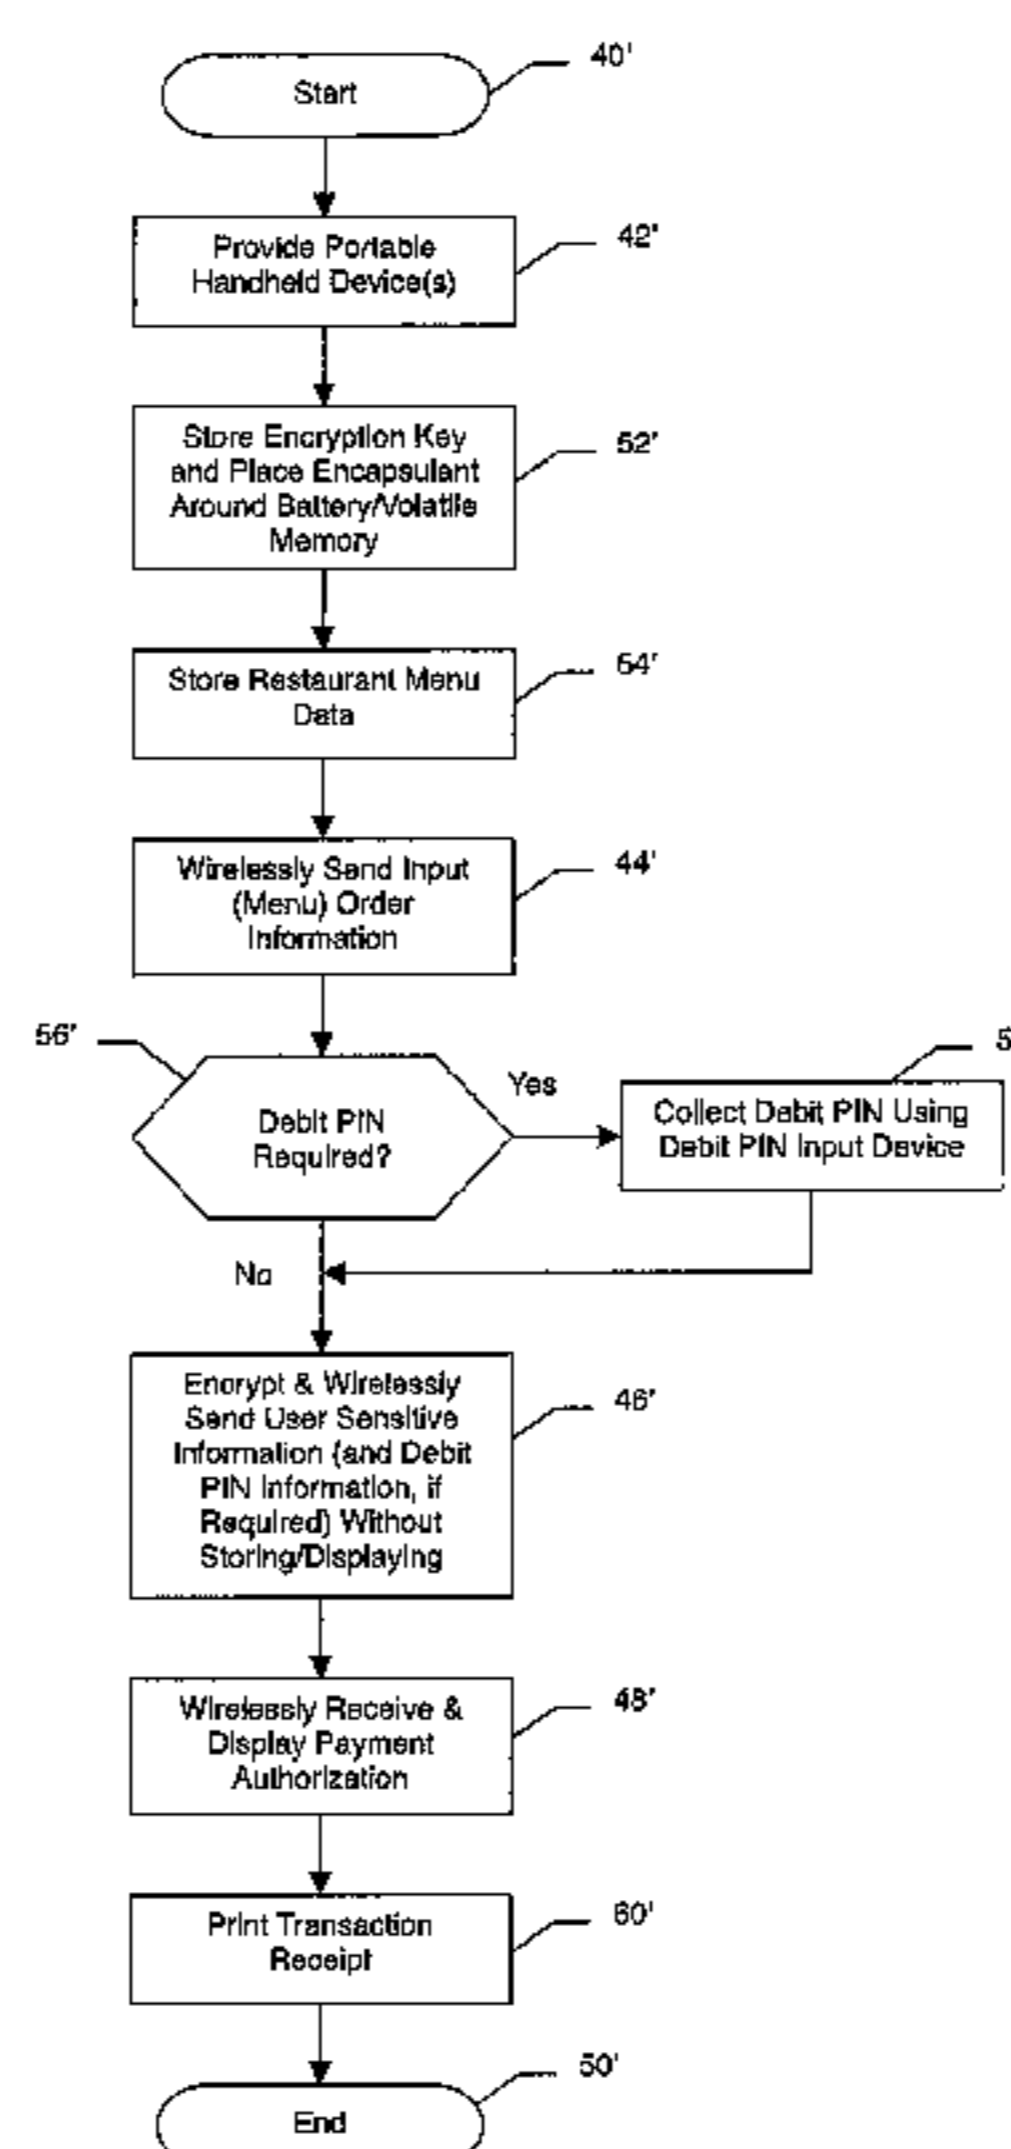 Start
40'
Provide Portable
Handheld Device(s)
42'
Store Encryption Key
and Place Encapsulant
Around Battery/Volatile
Memory
52'
Store Restaurant Menu
Data
54'
Wirelessly Send Input
(Menu) Order
Information
44'
56'
Debit PIN
Required?
Yes
5
Collect Debit PIN Using
Debit PIN Input Device
No
Encrypt & Wirelessly
Send User Sensitive
Information (and Debit
PIN Information, if
Required) Without
Storing/Displaying
46'
Wirelessly Receive &
Display Payment
Authorization
48'
Print Transaction
Receipt
60'
50'
End